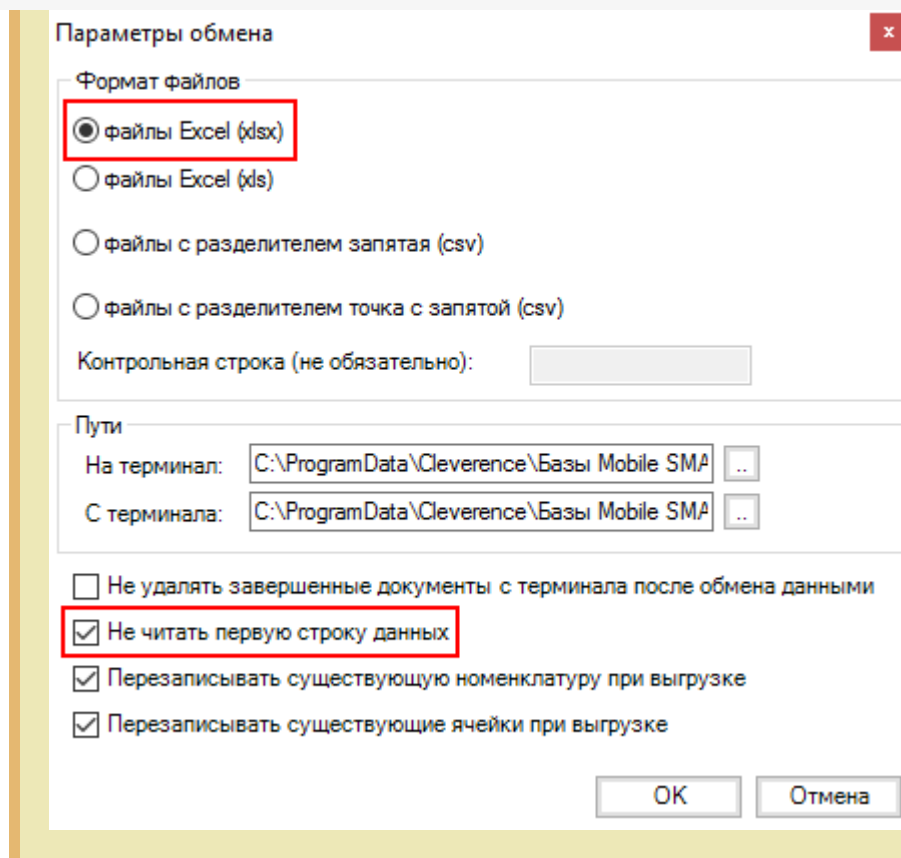 Параметры обмена
x
Формат файлов
файлы Excel (xlsx)
файлы Excel (xls)
файлы с разделителем запятая (csv)
файлы с разделителем точка с запятой (csv)
Контрольная строка (не обязательно):
Пути
На терминал: C:\ProgramData\Cleverence\Базы Mobile SMA ..
С терминала: C:\ProgramData\Cleverence\Базы Mobile SMA ..
Не удалять завершенные документы с терминала после обмена данными
Не читать первую строку данных
Перезаписывать существующую номенклатуру при выгрузке
Перезаписывать существующие ячейки при выгрузке
OK Отмена